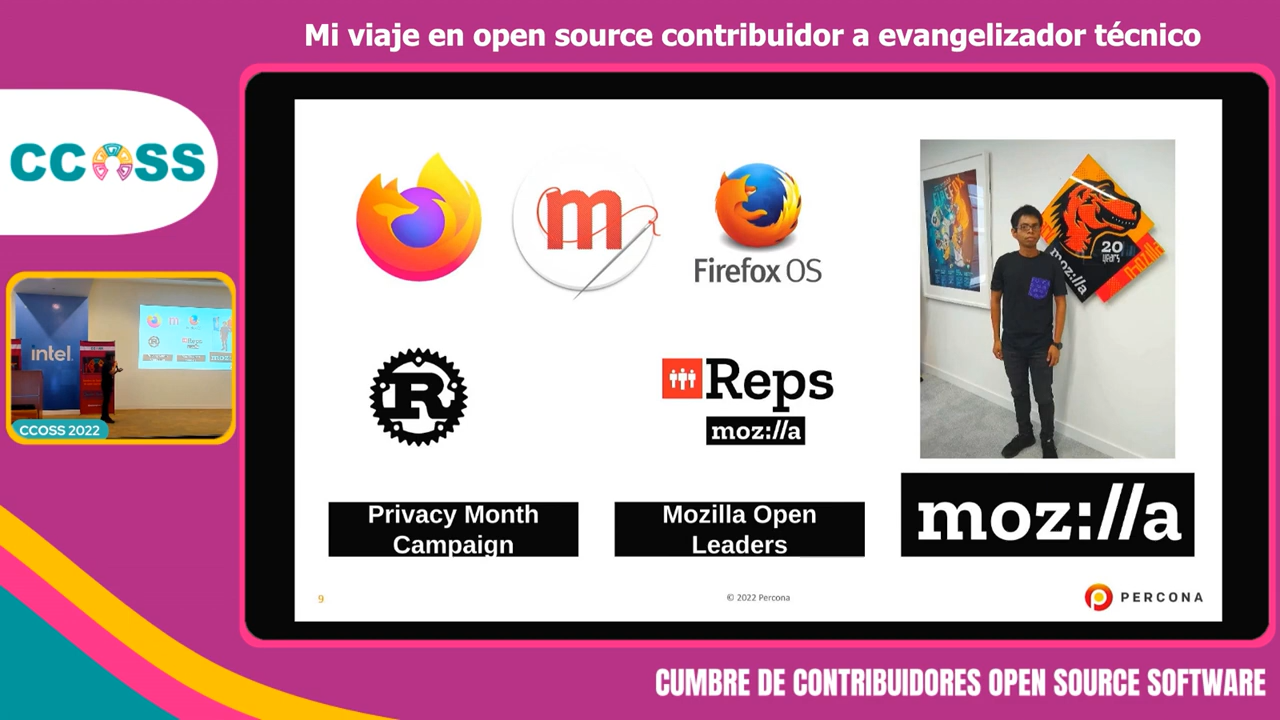 Mi viaje en open source contribuidor a evangelizador técnico
CCOSS
intel
CCOSS 2022
m
Firefox OS
20
years
moz://a
R
Reps
moz://a
Privacy Month
Campaign
Mozilla Open
Leaders
moz://a
9
© 2022 Percona
PERCONA
CUMBRE DE CONTRIBUIDORES OPEN SOURCE SOFTWARE